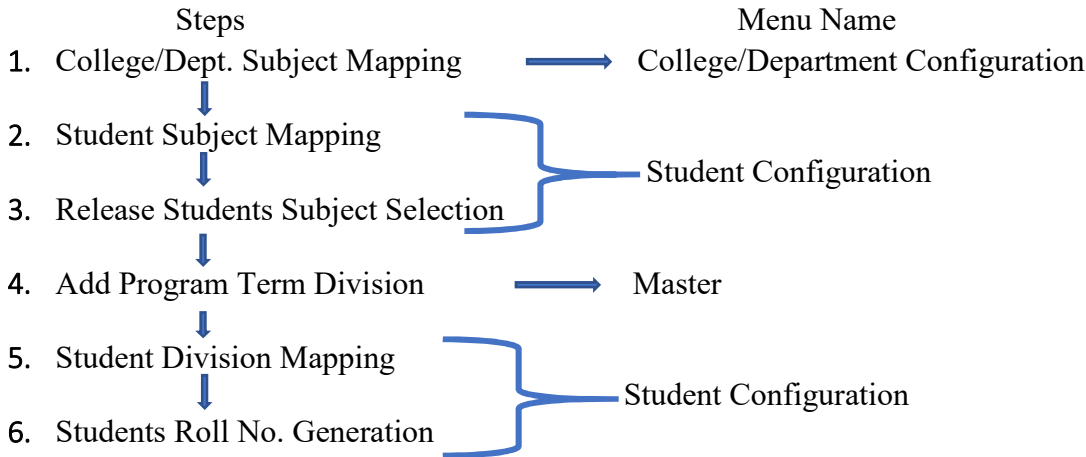 Steps Menu Name
1. College/Dept. Subject Mapping College/Department Configuration
2. Student Subject Mapping
Student Configuration
3. Release Students Subject Selection
4. Add Program Term Division Master
5. Student Division Mapping
Student Configuration
6. Students Roll No. Generation